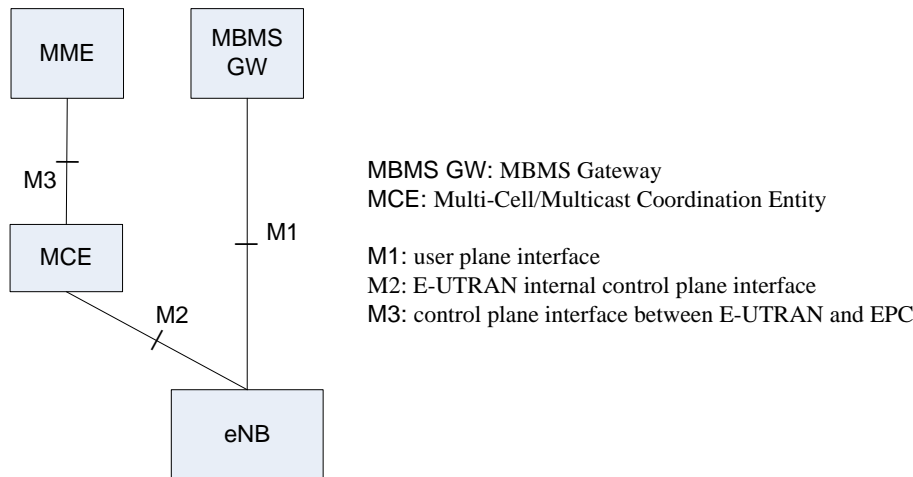 MME
MBMS
GW
M3
MCE
M1
M2
eNB
MBMS GW: MBMS Gateway
MCE: Multi-Cell/Multicast Coordination Entity
M1: user plane interface
M2: E-UTRAN internal control plane interface
M3: control plane interface between E-UTRAN and EPC